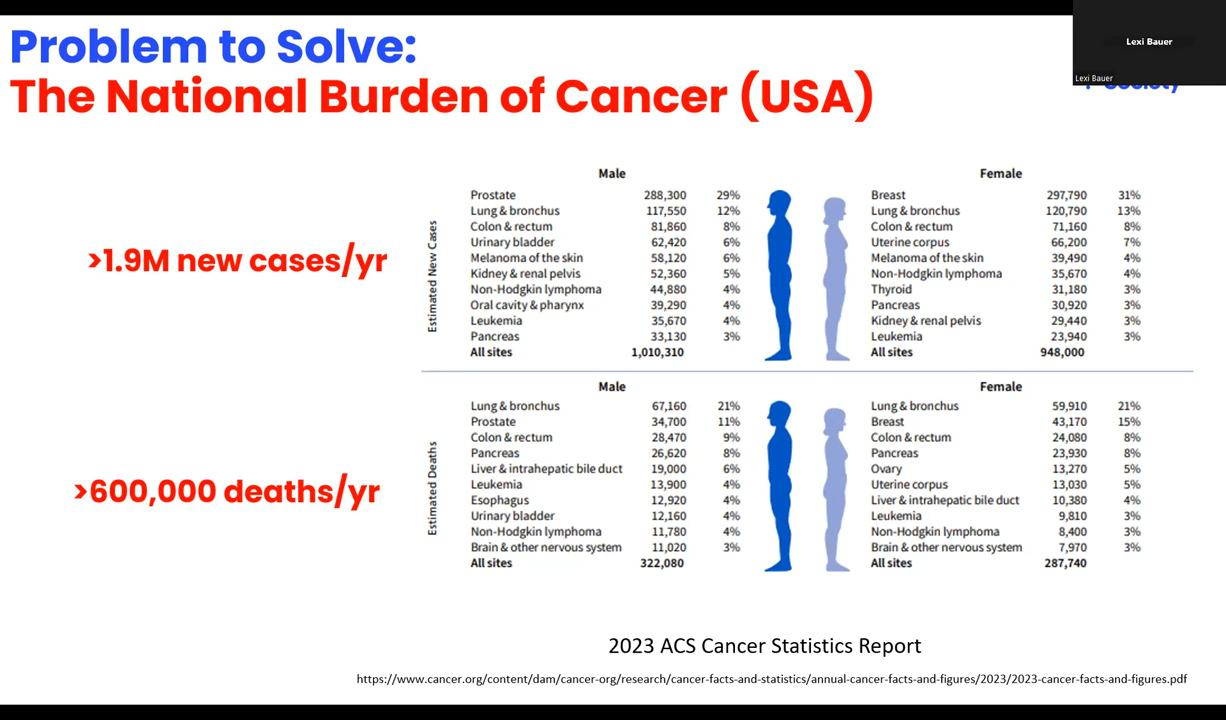 Problem to Solve:
The National Burden of Cancer (USA)
Lexi Bauer
Lexi Bauer
Society
>1.9M new cases/yr
Estimated New Cases
Male
Prostate 288,300 29%
Lung & bronchus 117,550 12%
Colon & rectum 81,860 8%
Urinary bladder 62,420 6%
Melanoma of the skin 58,120 6%
Kidney & renal pelvis 52,360 5%
Non-Hodgkin lymphoma 44,880 4%
Oral cavity & pharynx 39,290 4%
Leukemia 35,670 4%
Pancreas 33,130 3%
All sites 1,010,310
Female
Breast 297,790 31%
Lung & bronchus 120,790 13%
Colon & rectum 71,160 8%
Uterine corpus 66,200 7%
Melanoma of the skin 39,490 4%
Non-Hodgkin lymphoma 35,670 4%
Thyroid 31,180 3%
Pancreas 30,920 3%
Kidney & renal pelvis 29,440 3%
Leukemia 23,940 3%
All sites 948,000
>600,000 deaths/yr
Estimated Deaths
Male
Lung & bronchus 67,160 21%
Prostate 34,700 11%
Colon & rectum 28,470 9%
Pancreas 26,620 8%
Liver & intrahepatic bile duct 19,000 6%
Leukemia 13,900 4%
Esophagus 12,920 4%
Urinary bladder 12,160 4%
Non-Hodgkin lymphoma 11,780 4%
Brain & other nervous system 11,020 3%
All sites 322,080
Female
Lung & bronchus 59,910 21%
Breast 43,170 15%
Colon & rectum 24,080 8%
Pancreas 23,930 8%
Ovary 13,270 5%
Uterine corpus 13,030 5%
Liver & intrahepatic bile duct 10,380 4%
Leukemia 9,810 3%
Non-Hodgkin lymphoma 8,400 3%
Brain & other nervous system 7,970 3%
All sites 287,740
2023 ACS Cancer Statistics Report
https://www.cancer.org/content/dam/cancer-org/research/cancer-facts-and-statistics/annual-cancer-facts-and-figures/2023/2023-cancer-facts-and-figures.pdf